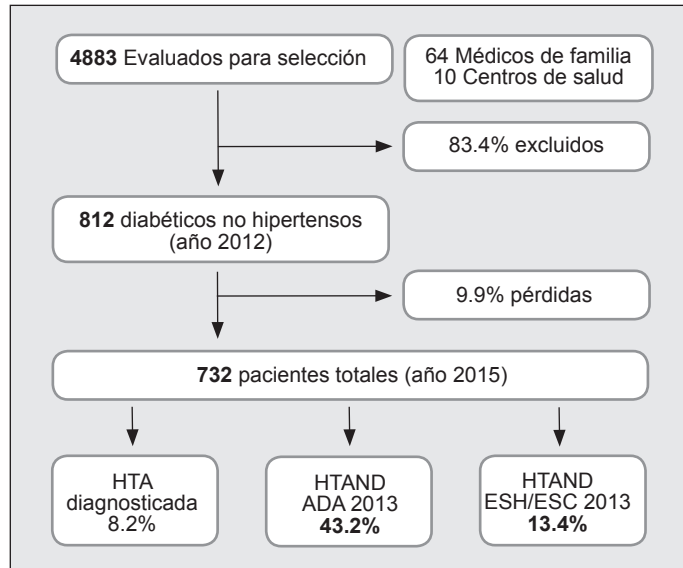 4883 Evaluados para selección
64 Médicos de familia
10 Centros de salud
83.4% excluidos
812 diabéticos no hipertensos
(año 2012)
9.9% pérdidas
732 pacientes totales (año 2015)
HTA
diagnosticada
8.2%
HTAND
ADA 2013
43.2%
HTAND
ESH/ESC 2013
13.4%